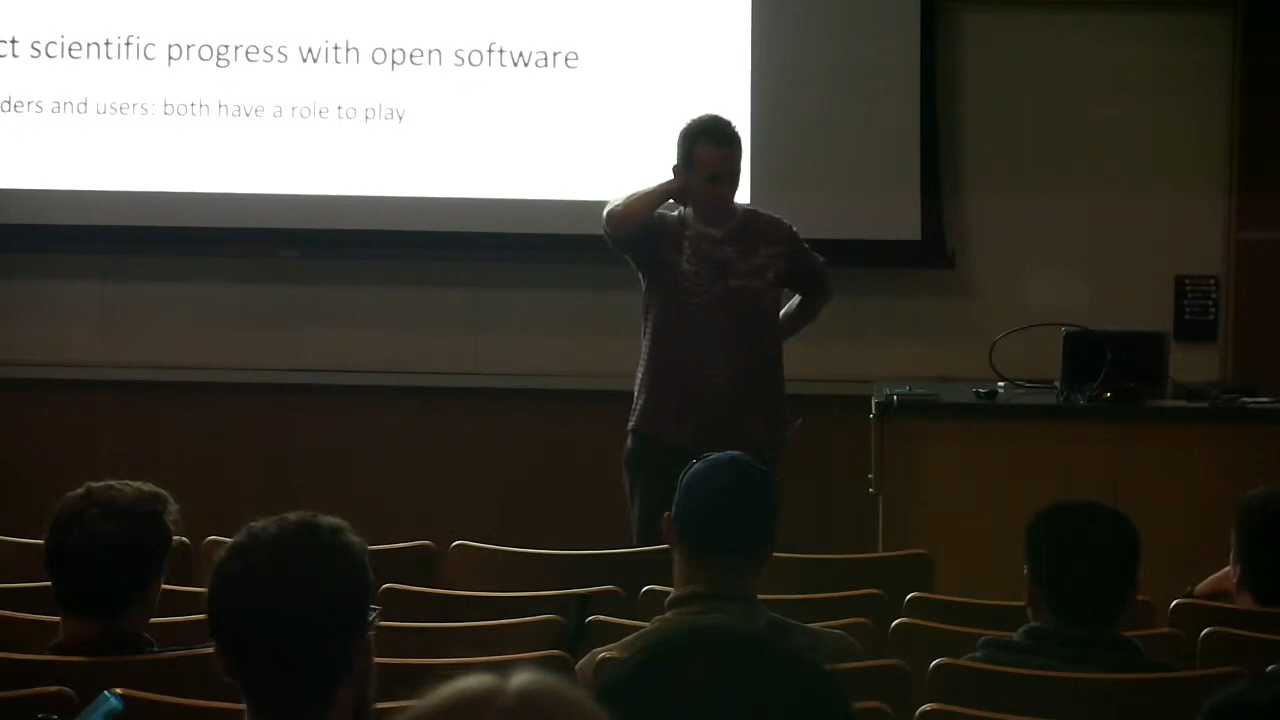 ct scientific progress with open software
ders and users: both have a role to play